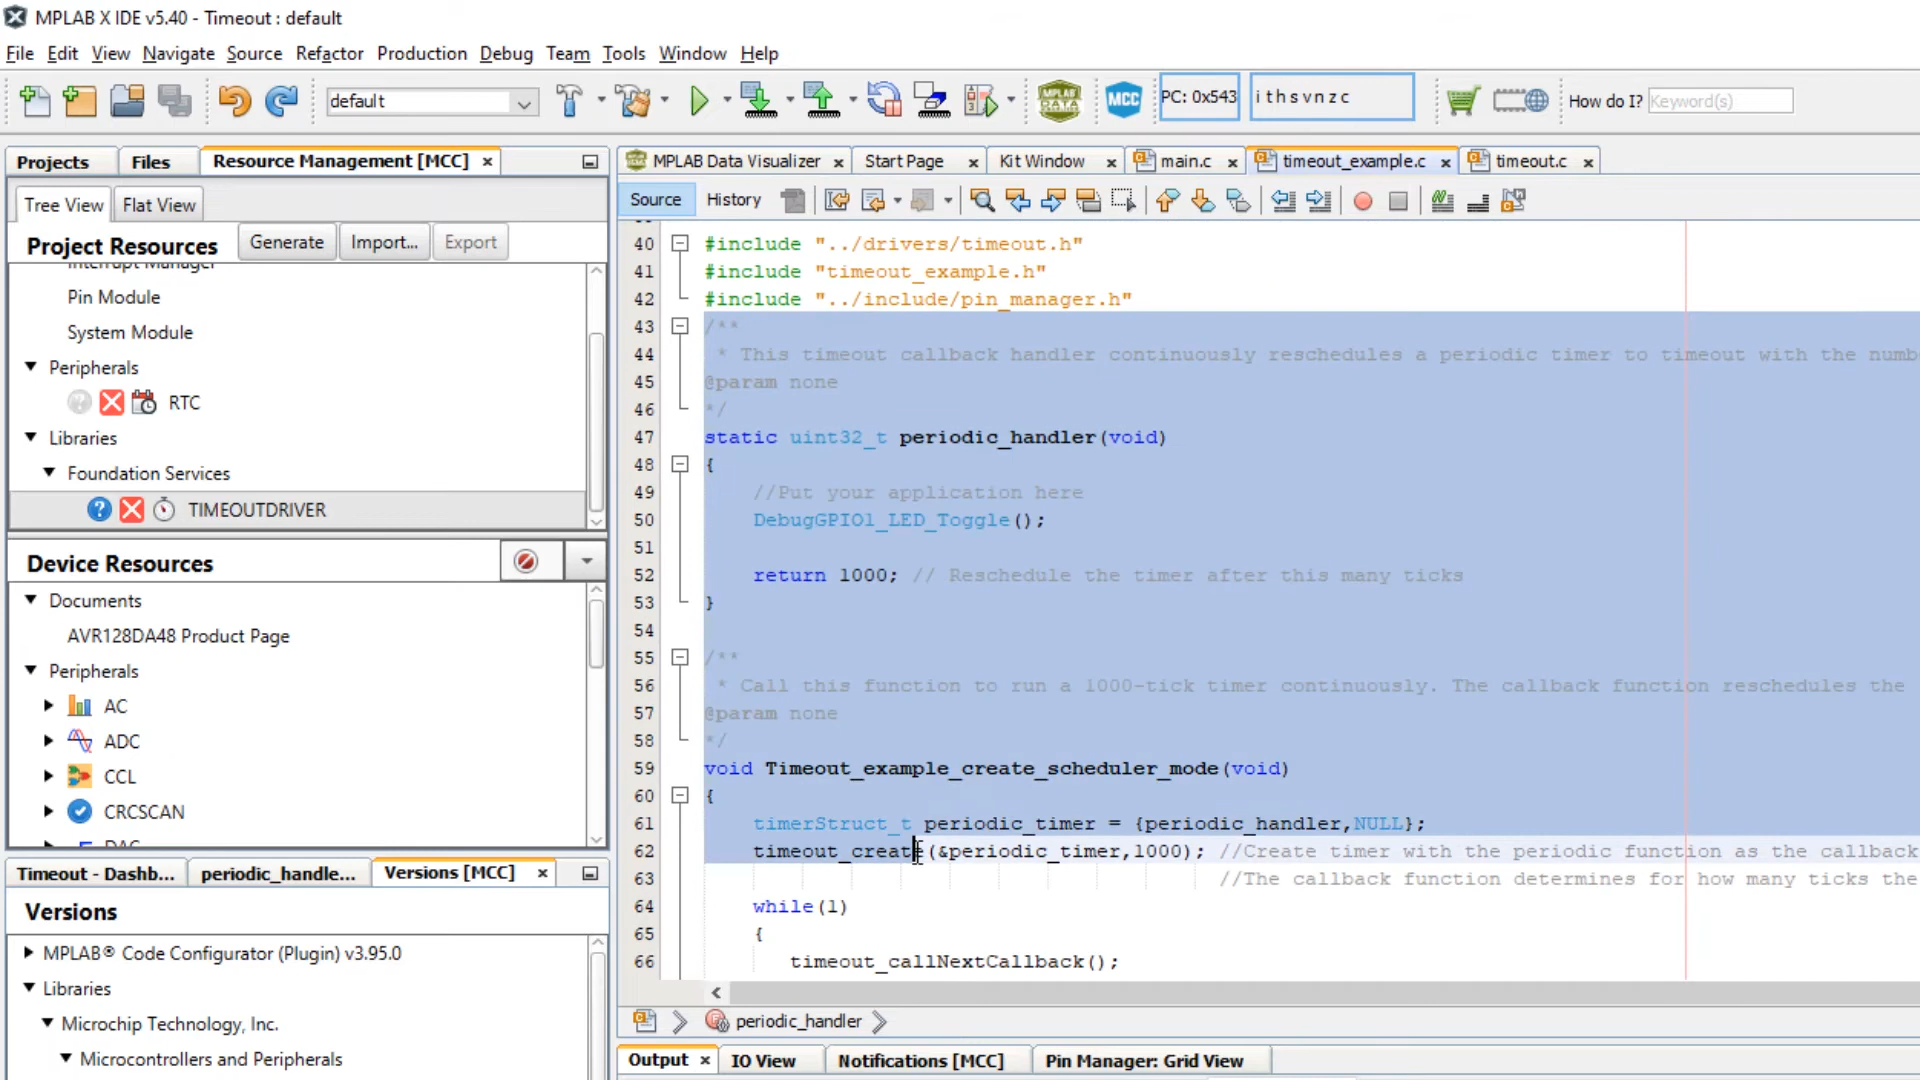 MPLAB X IDE v5.40 - Timeout : default
File Edit View Navigate Source Refactor Production Debug Team Tools Window Help
default
MPLAB DATA VISUALIZER
MCC
PC: 0x543
i t h s v n z c
How do I? Keyword(s)
Projects Files Resource Management [MCC]
MPLAB Data Visualizer Start Page Kit Window main.c timeout_example.c timeout.c
Tree View Flat View
Source History
Project Resources Generate Import... Export
Interrupt Manager
Pin Module
System Module
Peripherals
RTC
Libraries
Foundation Services
TIMEOUTDRIVER
Device Resources
Documents
AVR128DA48 Product Page
Peripherals
AC
ADC
CCL
CRCSCAN
DAC
Timeout - Dashb... periodic_handle... Versions [MCC]
Versions
MPLAB® Code Configurator (Plugin) v3.95.0
Libraries
Microchip Technology, Inc.
Microcontrollers and Peripherals
40 #include "../drivers/timeout.h"
41 #include "timeout_example.h"
42 #include "../include/pin_manager.h"
43 /**
44 * This timeout callback handler continuously reschedules a periodic timer to timeout with the numb
45 @param none
46 */
47 static uint32_t periodic_handler(void)
48 {
49 //Put your application here
50 DebugGPIO1_LED_Toggle();
51
52 return 1000; // Reschedule the timer after this many ticks
53 }
54
55 /**
56 * Call this function to run a 1000-tick timer continuously. The callback function reschedules the
57 @param none
58 */
59 void Timeout_example_create_scheduler_mode(void)
60 {
61 timerStruct_t periodic_timer = {periodic_handler,NULL};
62 timeout_create(&periodic_timer,1000); //Create timer with the periodic function as the callback
63 //The callback function determines for how many ticks the
64 while(1)
65 {
66 timeout_callNextCallback();
periodic_handler
Output IO View Notifications [MCC] Pin Manager: Grid View